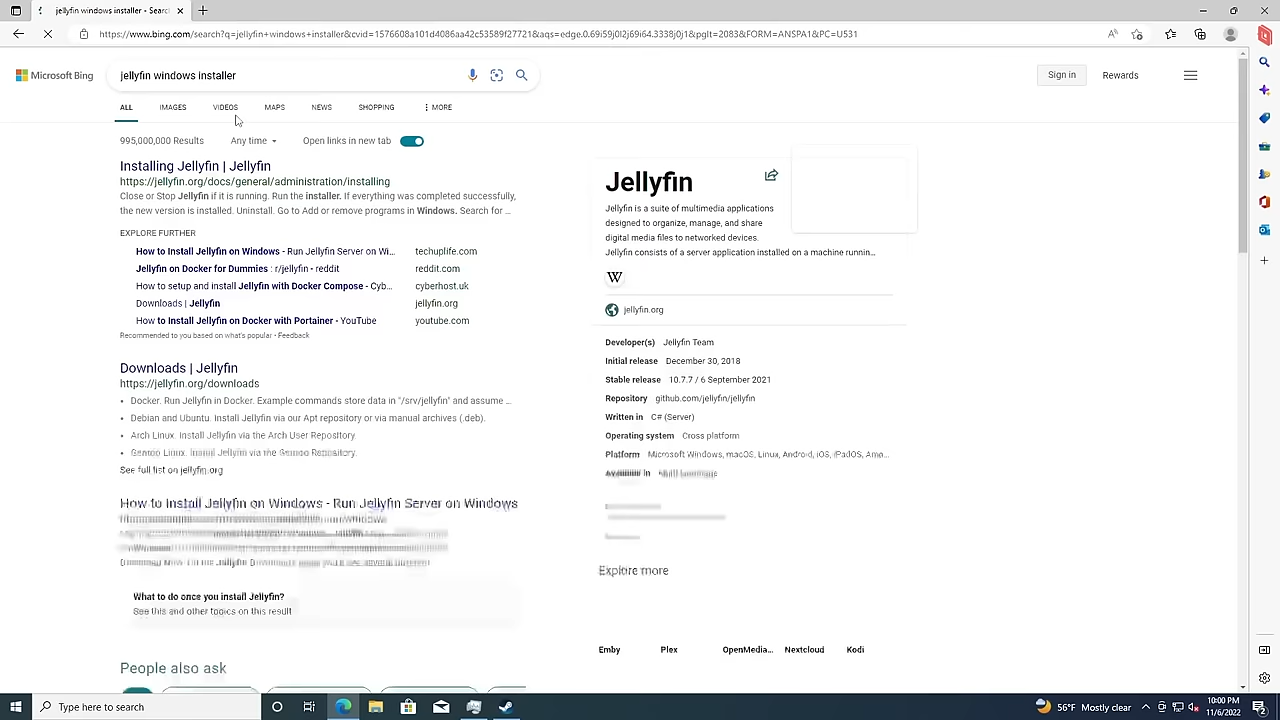 jellyfin windows installer - Searc
https://www.bing.com/search?q=jellyfin+windows+installer&cvid=1576608a101d4086aa42c53589f27721&aqs=edge.0.69i59j0l2j69i64.3338j0j1&pglt=2083&FORM=ANSPA1&PC=U531
Microsoft Bing
jellyfin windows installer
Sign in
Rewards
ALL IMAGES VIDEOS MAPS NEWS SHOPPING MORE
995,000,000 Results Any time Open links in new tab
Installing Jellyfin | Jellyfin
https://jellyfin.org/docs/general/administration/installing
Close or Stop Jellyfin if it is running. Run the installer. If everything was completed successfully,
the new version is installed. Uninstall. Go to Add or remove programs in Windows. Search for ...
EXPLORE FURTHER
How to Install Jellyfin on Windows - Run Jellyfin Server on Wi... techuplife.com
Jellyfin on Docker for Dummies : r/jellyfin - reddit reddit.com
How to setup and install Jellyfin with Docker Compose - Cyb... cyberhost.uk
Downloads | Jellyfin jellyfin.org
How to Install Jellyfin on Docker with Portainer - YouTube youtube.com
Recommended to you based on what's popular • Feedback
Downloads | Jellyfin
https://jellyfin.org/downloads
• Docker. Run Jellyfin in Docker. Example commands store data in "/srv/jellyfin" and assume ...
• Debian and Ubuntu. Install Jellyfin via our Apt repository or via manual archives (.deb).
• Arch Linux. Install Jellyfin via the Arch User Repository.
• Gentoo Linux. Install Jellyfin via the Gentoo Repository.
See full list on jellyfin.org
How to Install Jellyfin on Windows - Run Jellyfin Server on Windows
What to do once you install Jellyfin?
See this and other topics on this result
People also ask
Jellyfin
Jellyfin is a suite of multimedia applications
designed to organize, manage, and share
digital media files to networked devices.
Jellyfin consists of a server application installed on a machine runnin...
W
jellyfin.org
Developer(s) Jellyfin Team
Initial release December 30, 2018
Stable release 10.7.7 / 6 September 2021
Repository github.com/jellyfin/jellyfin
Written in C# (Server)
Operating system Cross platform
Platform Microsoft Windows, macOS, Linux, Android, iOS, iPadOS, Ama...
Explore more
Emby Plex OpenMedia... Nextcloud Kodi
Type here to search
56°F Mostly clear
10:00 PM
11/6/2022
2